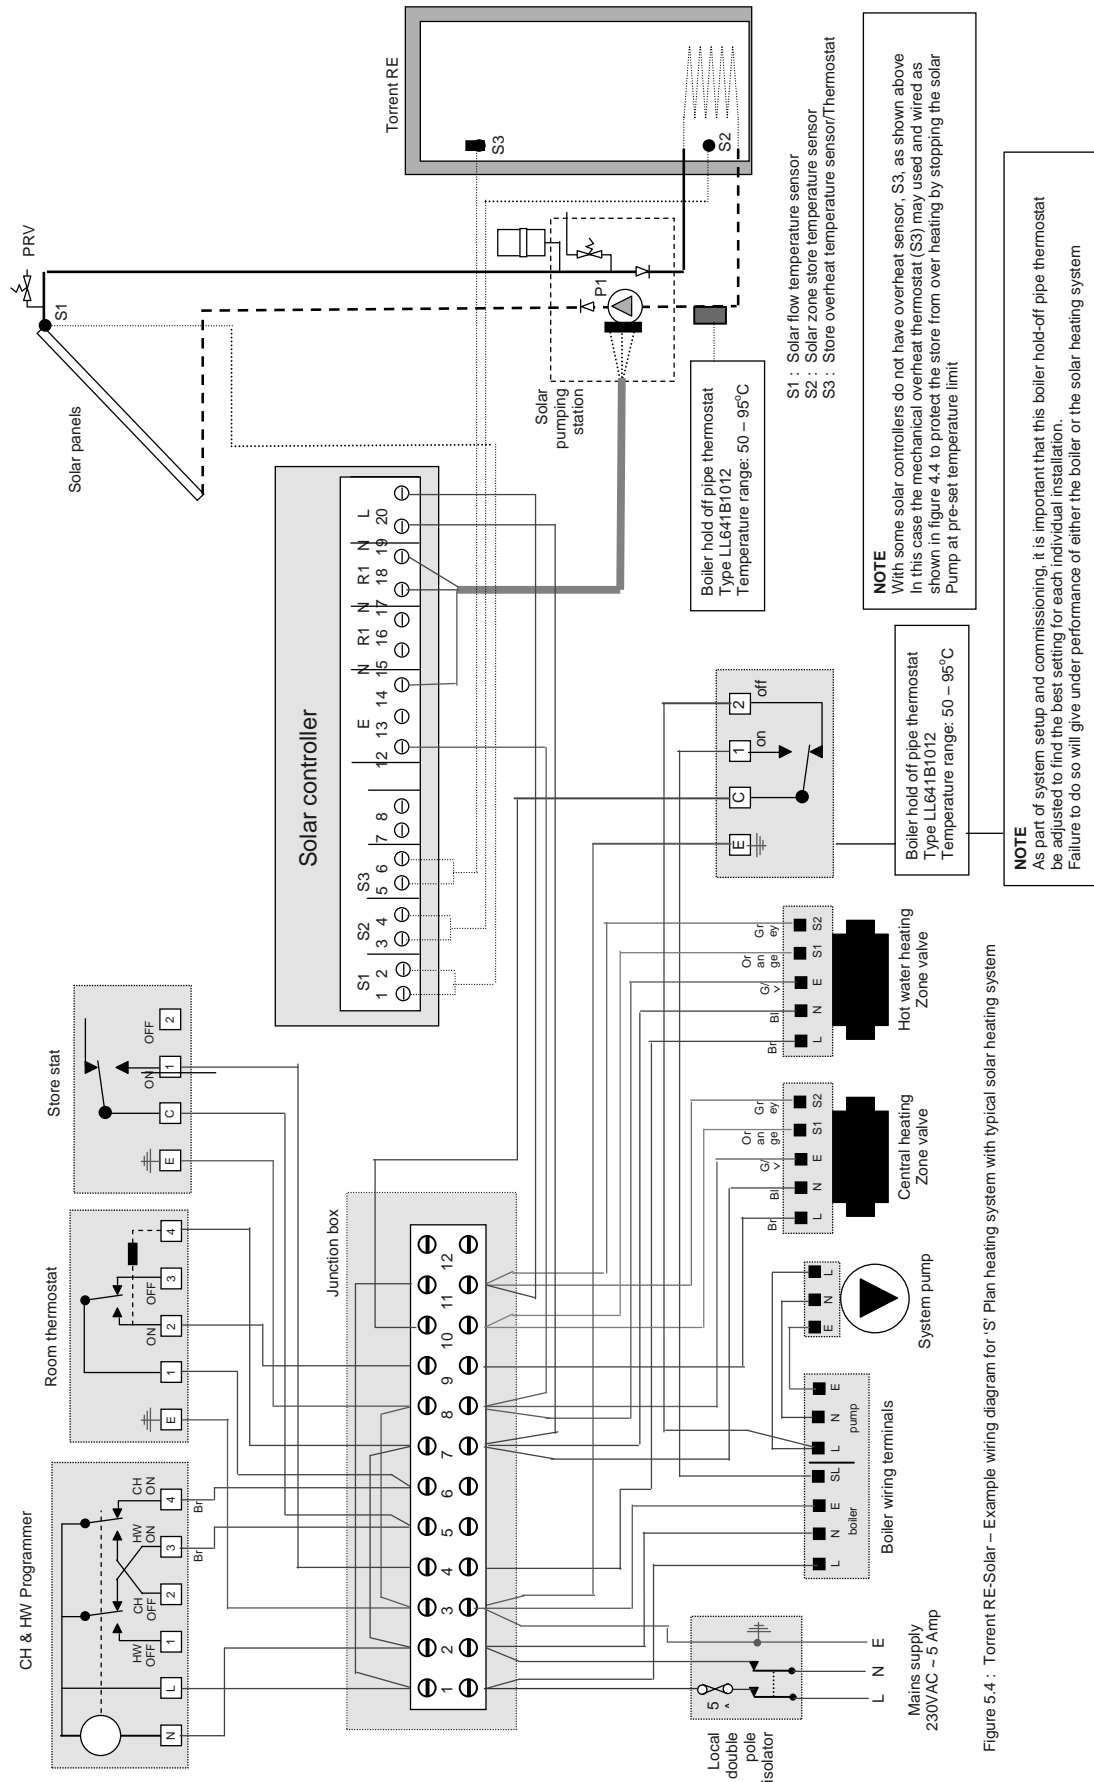 CH & HW Programmer
N
L
1
2
3
4
HW
OFF
CH
OFF
HW
ON
CH
ON
Br
Br
Room thermostat
E
1
2
3
4
ON
OFF
Store stat
E
C
1
2
ON
OFF
Solar panels
S1
PRV
Torrent RE
S3
S2
Junction box
1
2
3
4
5
6
7
8
9
10
11
12
Solar controller
S1
S2
S3
1
2
3
4
5
6
7
8
E
N
R1
N
R1
N
L
12
13
14
15
16
17
18
19
20
Solar
pumping
station
P1
Boiler hold off pipe thermostat
Type LL641B1012
Temperature range: 50 – 95°C
S1 : Solar flow temperature sensor
S2 : Solar zone store temperature sensor
S3 : Store overheat temperature sensor/Thermostat
Local
double
pole
isolator
5
A
L
N
E
Mains supply
230VAC ~ 5 Amp
L
N
E
SL
L
N
E
boiler
pump
Boiler wiring terminals
E
N
L
System pump
Br
Bl
G/
Y
Or
an
ge
Gr
ey
L
N
E
S1
S2
Central heating
Zone valve
Br
Bl
G/
Y
Or
an
ge
Gr
ey
L
N
E
S1
S2
Hot water heating
Zone valve
E
C
1
2
on
off
Boiler hold off pipe thermostat
Type LL641B1012
Temperature range: 50 – 95°C
NOTE
With some solar controllers do not have overheat sensor, S3, as shown above
In this case the mechanical overheat thermostat (S3) may used and wired as
shown in figure 4.4 to protect the store from over heating by stopping the solar
Pump at pre-set temperature limit
NOTE
As part of system setup and commissioning, it is important that this boiler hold-off pipe thermostat
be adjusted to find the best setting for each individual installation.
Failure to do so will give under performance of either the boiler or the solar heating system
Figure 5.4 : Torrent RE-Solar – Example wiring diagram for 'S' Plan heating system with typical solar heating system